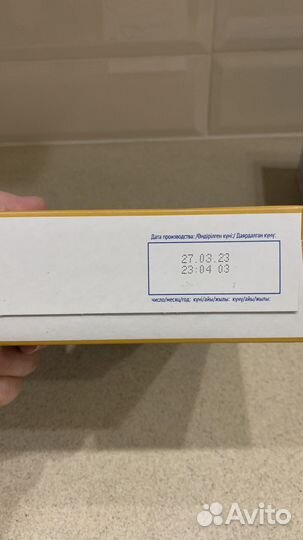 Дата производства: /Өндірілген күні:/ Даярдалган күнү:
27.03.23
23:04 03
число/месяц/год: күні/айы/жылы: күнү/айы/жылы:
Avito